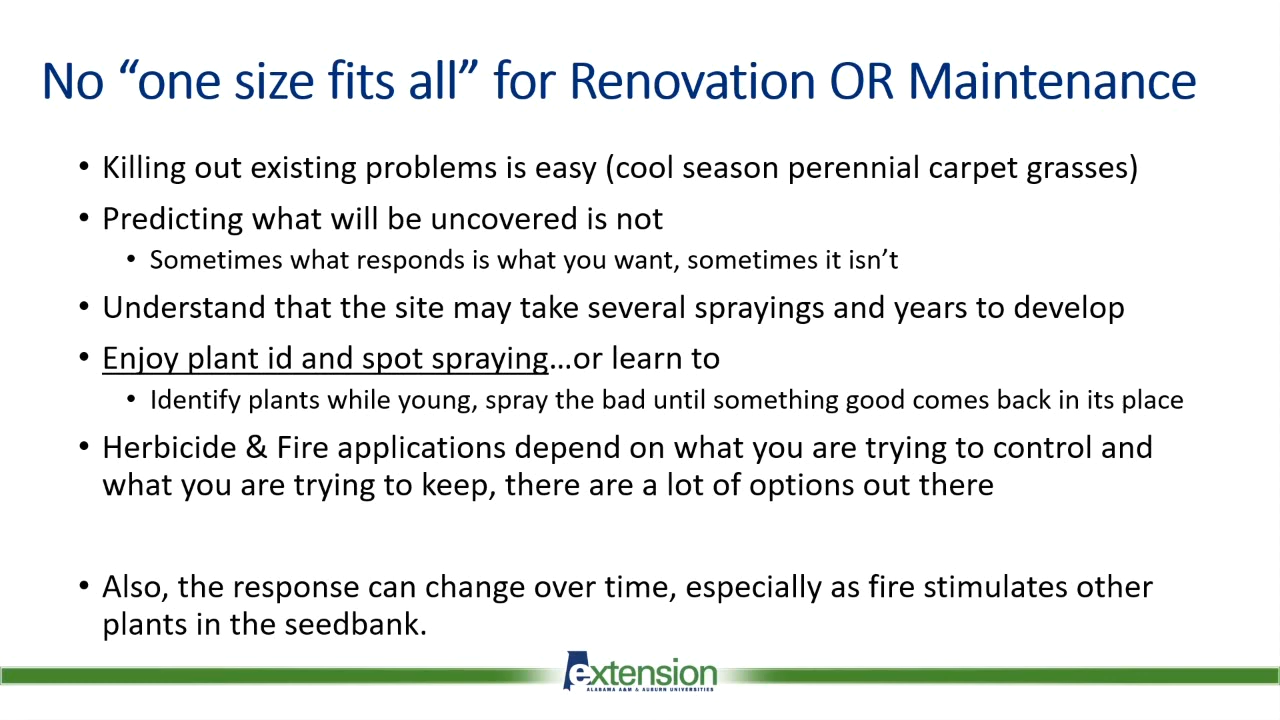 No “one size fits all” for Renovation OR Maintenance
• Killing out existing problems is easy (cool season perennial carpet grasses)
• Predicting what will be uncovered is not
• Sometimes what responds is what you want, sometimes it isn’t
• Understand that the site may take several sprayings and years to develop
• Enjoy plant id and spot spraying…or learn to
• Identify plants while young, spray the bad until something good comes back in its place
• Herbicide & Fire applications depend on what you are trying to control and
what you are trying to keep, there are a lot of options out there
• Also, the response can change over time, especially as fire stimulates other
plants in the seedbank.
extension
ALABAMA A&M & AUBURN UNIVERSITIES